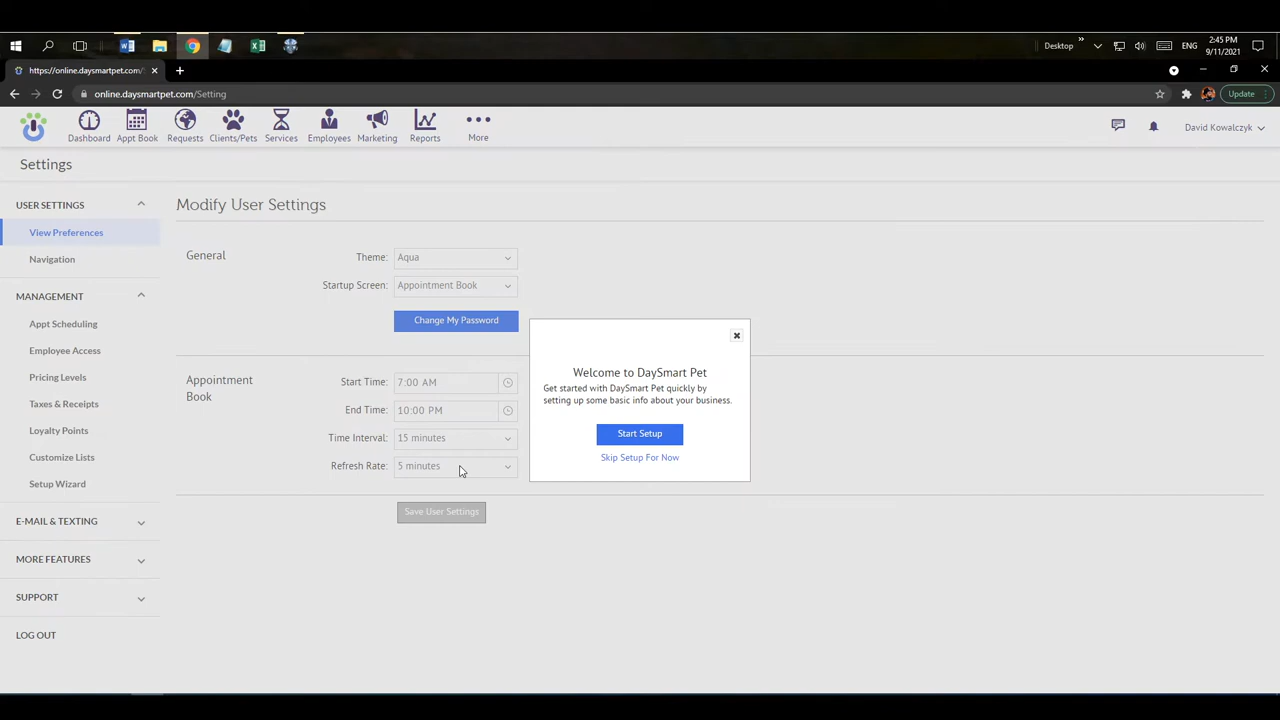 Desktop
»
ENG
2:45 PM
9/11/2021
https://online.daysmartpet.com/
online.daysmartpet.com/Setting
Update
Dashboard
Appt Book
Requests
Clients/Pets
Services
Employees
Marketing
Reports
More
David Kowalczyk
Settings
USER SETTINGS
View Preferences
Navigation
MANAGEMENT
Appt Scheduling
Employee Access
Pricing Levels
Taxes & Receipts
Loyalty Points
Customize Lists
Setup Wizard
E-MAIL & TEXTING
MORE FEATURES
SUPPORT
LOG OUT
Modify User Settings
General
Theme: Aqua
Startup Screen: Appointment Book
Change My Password
Appointment
Book
Start Time: 7:00 AM
End Time: 10:00 PM
Time Interval: 15 minutes
Refresh Rate: 5 minutes
Save User Settings
Welcome to DaySmart Pet
Get started with DaySmart Pet quickly by
setting up some basic info about your business.
Start Setup
Skip Setup For Now